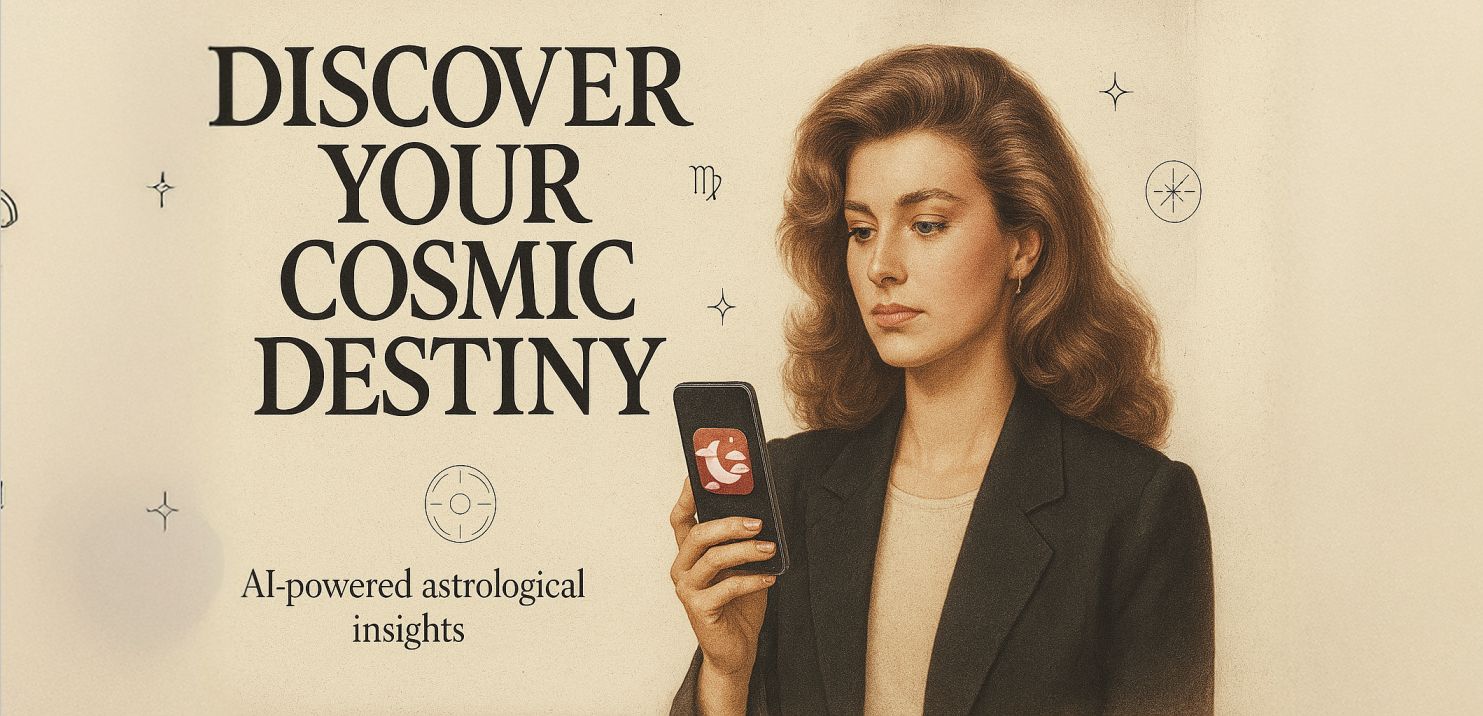 DISCOVER
YOUR
COSMIC
DESTINY
AI-powered astrological
insights